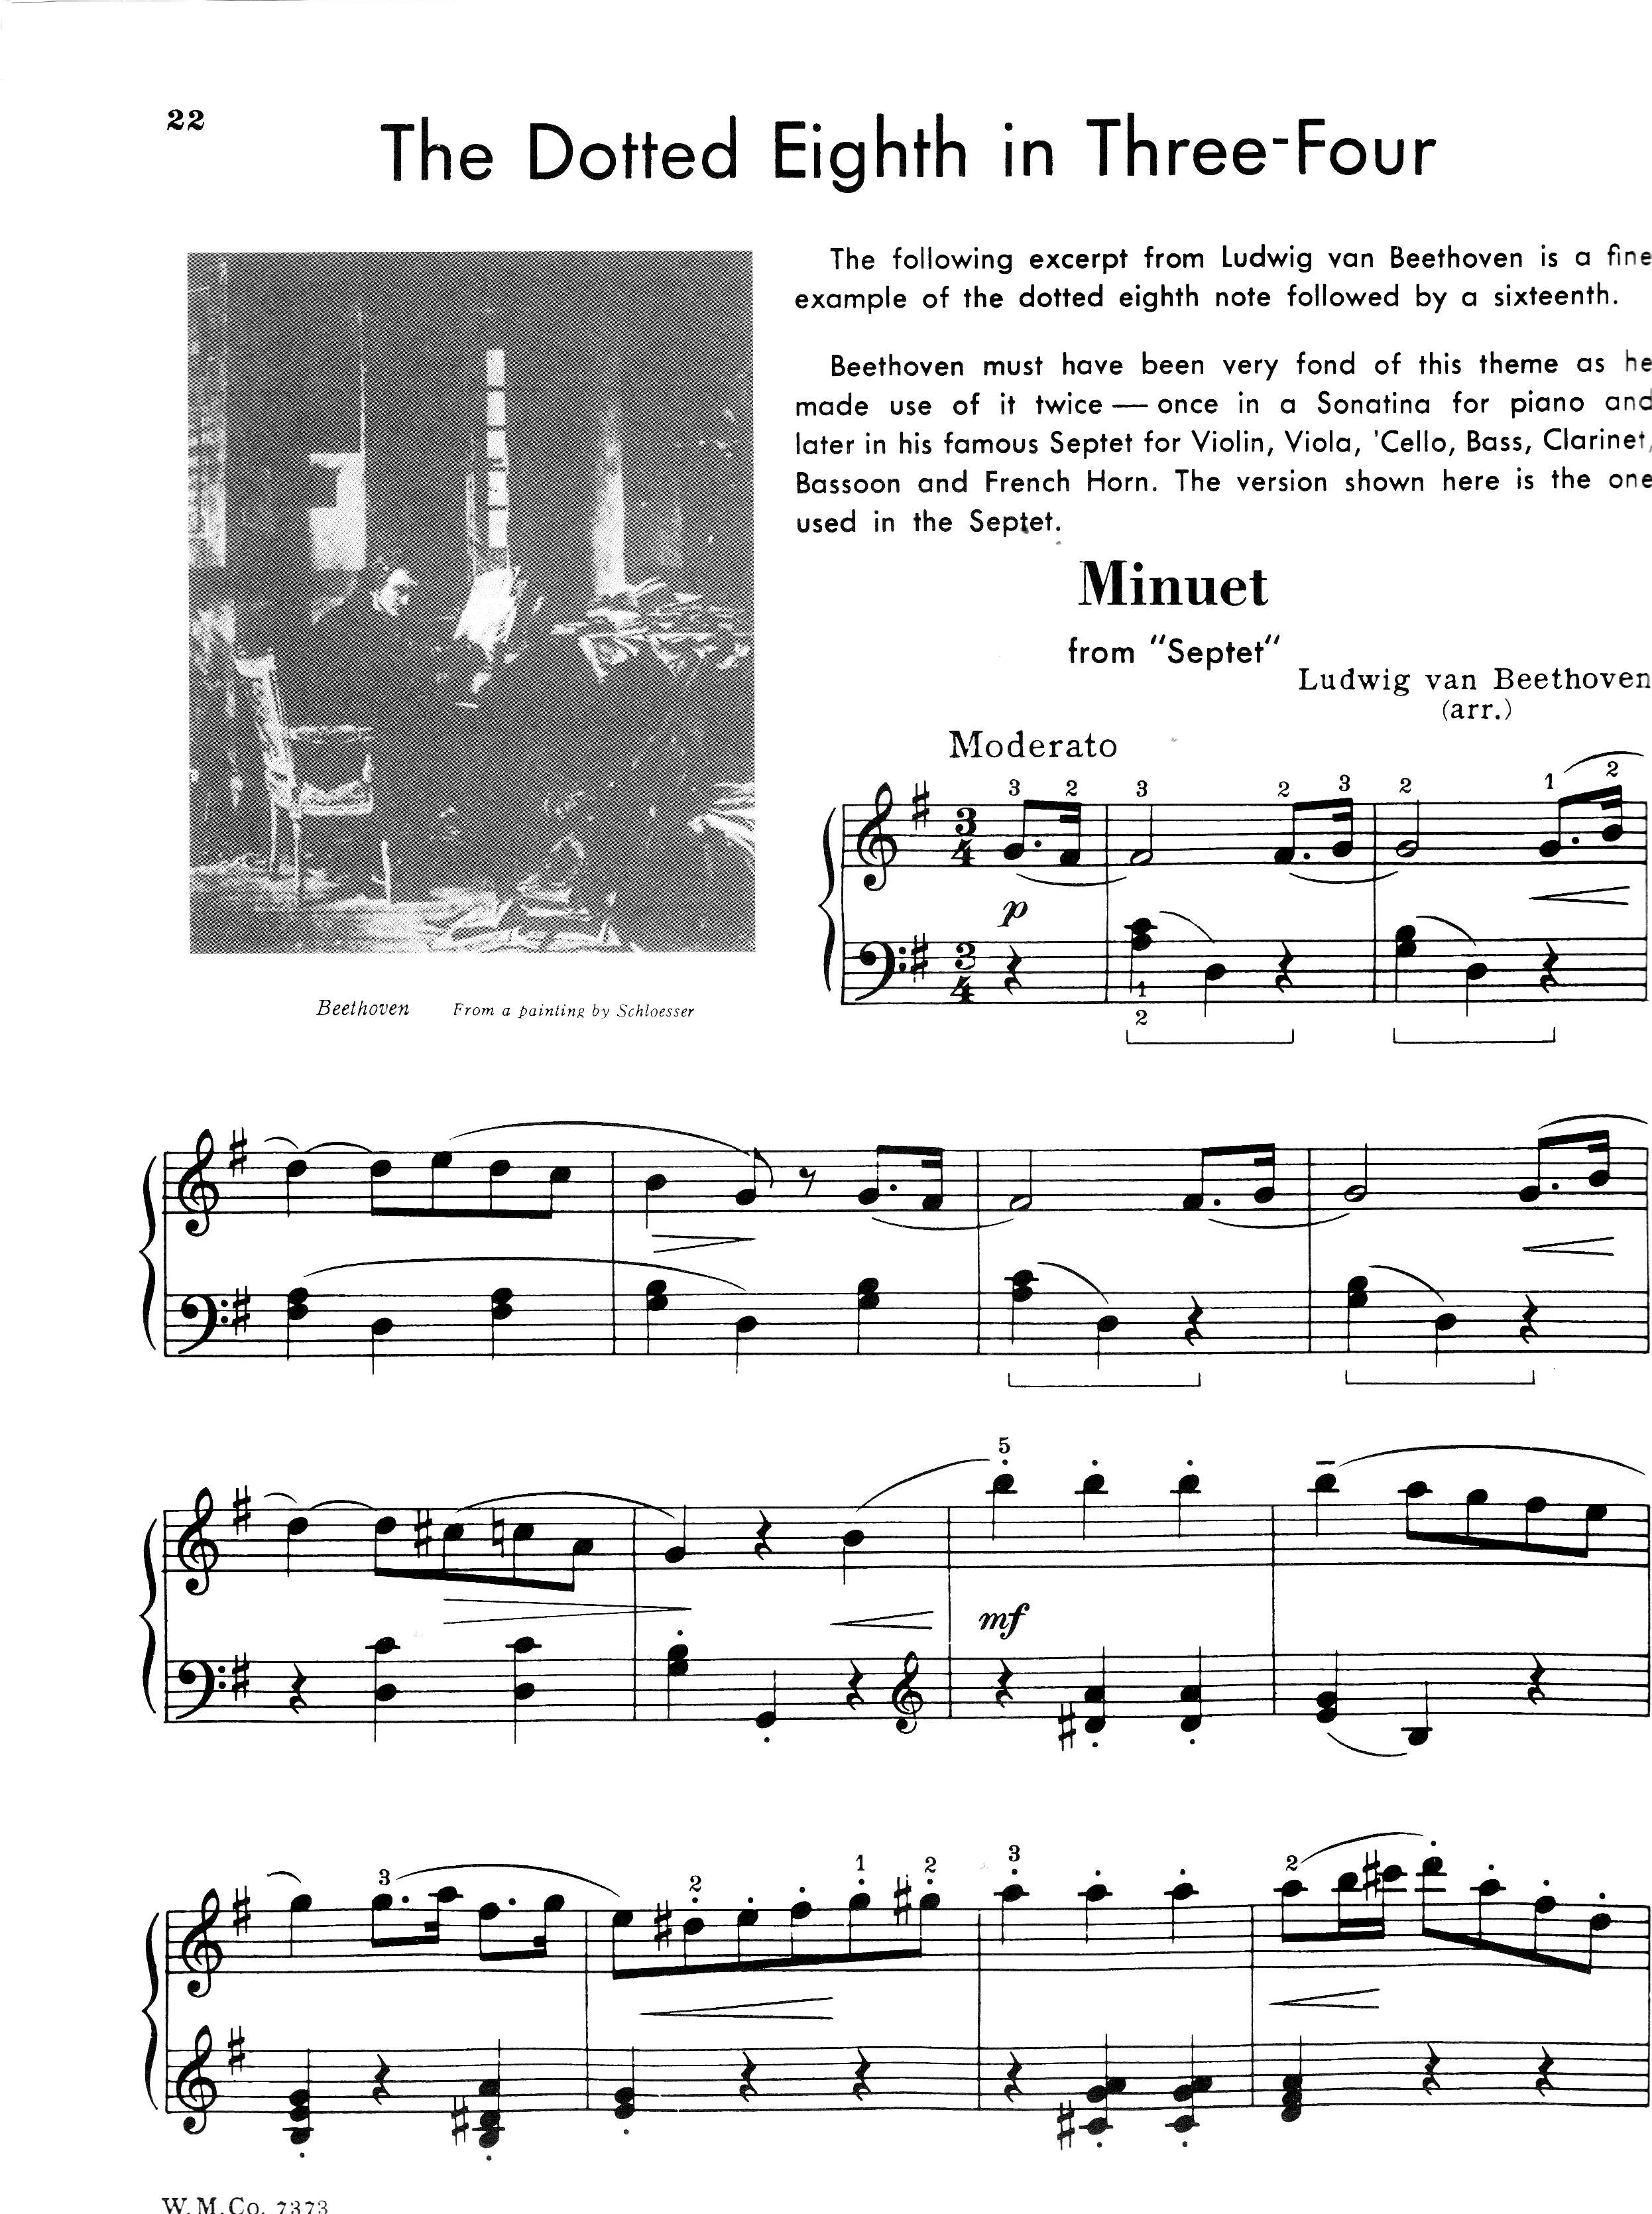 22
The Dotted Eighth in Three-Four
The following excerpt from Ludwig van Beethoven is a fine
example of the dotted eighth note followed by a sixteenth.
Beethoven must have been very fond of this theme as he
made use of it twice — once in a Sonatina for piano and
later in his famous Septet for Violin, Viola, 'Cello, Bass, Clarinet,
Bassoon and French Horn. The version shown here is the one
used in the Septet.
Minuet
from "Septet"
Ludwig van Beethoven
(arr.)
Beethoven From a painting by Schloesser
Moderato
3 2 3 2 3 2 1 2
3
4
p
3
4
1
2
5
mf
3 2 1 2 3 2
W. M. Co. 7373